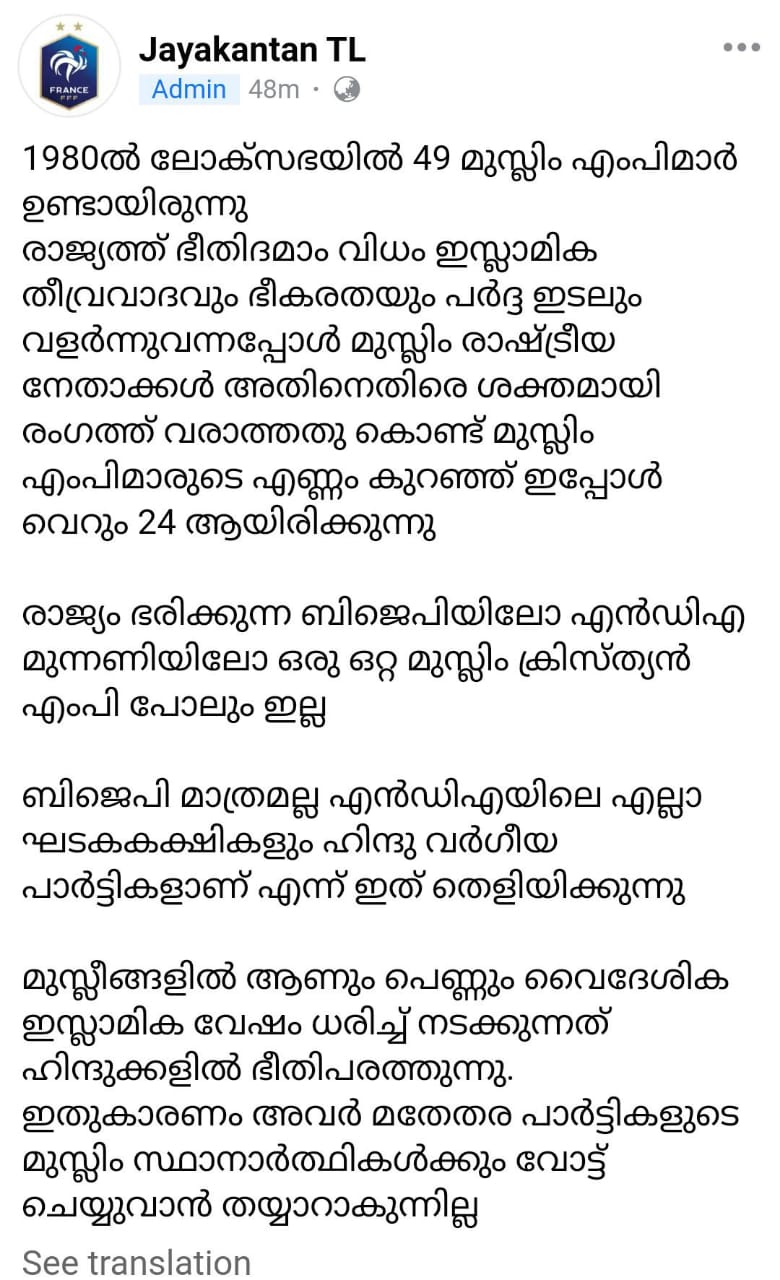 FRANCE
FFF
Jayakantan TL
Admin 48m ·
1980ൽ ലോക്സഭയിൽ 49 മുസ്ലിം എംപിമാർ
ഉണ്ടായിരുന്നു
രാജ്യത്ത് ഭീതിദമാം വിധം ഇസ്ലാമിക
തീവ്രവാദവും ഭീകരതയും പർദ്ദ ഇടലും
വളർന്നുവന്നപ്പോൾ മുസ്ലിം രാഷ്ട്രീയ
നേതാക്കൾ അതിനെതിരെ ശക്തമായി
രംഗത്ത് വരാത്തതു കൊണ്ട് മുസ്ലിം
എംപിമാരുടെ എണ്ണം കുറഞ്ഞ് ഇപ്പോൾ
വെറും 24 ആയിരിക്കുന്നു
രാജ്യം ഭരിക്കുന്ന ബിജെപിയിലോ എൻഡിഎ
മുന്നണിയിലോ ഒരു ഒറ്റ മുസ്ലിം ക്രിസ്ത്യൻ
എംപി പോലും ഇല്ല
ബിജെപി മാത്രമല്ല എൻഡിഎയിലെ എല്ലാ
ഘടകകക്ഷികളും ഹിന്ദു വർഗീയ
പാർട്ടികളാണ് എന്ന് ഇത് തെളിയിക്കുന്നു
മുസ്ലീങ്ങളിൽ ആണും പെണ്ണും വൈദേശിക
ഇസ്ലാമിക വേഷം ധരിച്ച് നടക്കുന്നത്
ഹിന്ദുക്കളിൽ ഭീതിപരത്തുന്നു.
ഇതുകാരണം അവർ മതേതര പാർട്ടികളുടെ
മുസ്ലിം സ്ഥാനാർത്ഥികൾക്കും വോട്ട്
ചെയ്യുവാൻ തയ്യാറാകുന്നില്ല
See translation